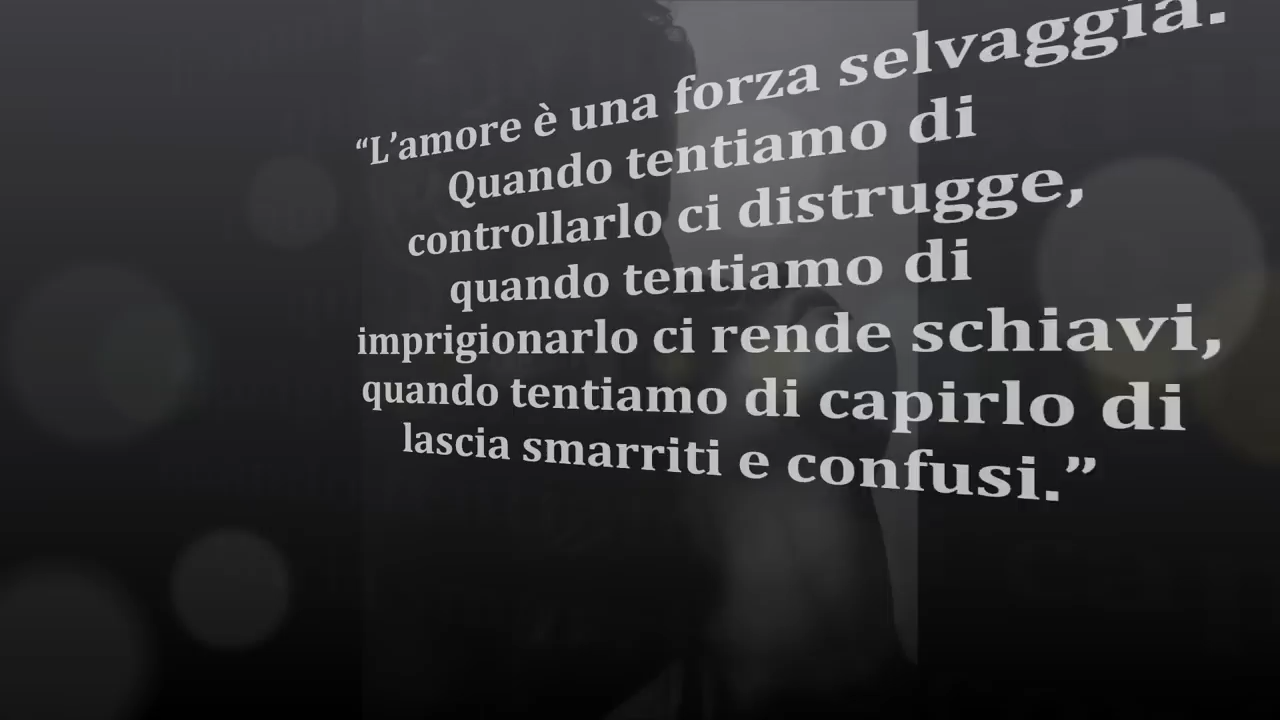 “L’amore è una forza selvaggia.
Quando tentiamo di
controllarlo ci distrugge,
quando tentiamo di
imprigionarlo ci rende schiavi,
quando tentiamo di capirlo di
lascia smarriti e confusi.”